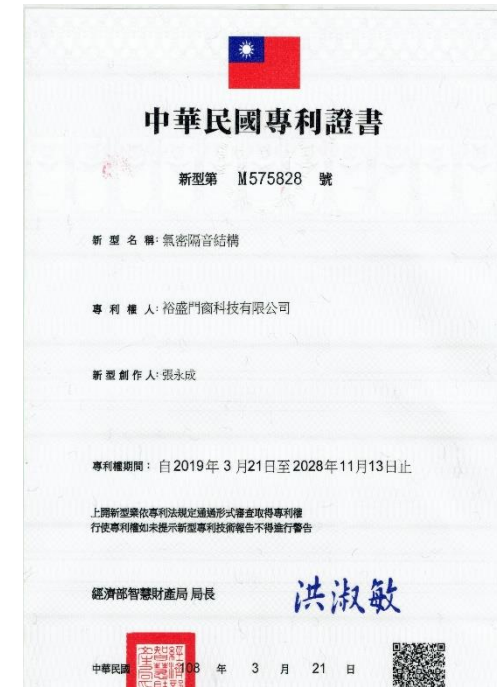 中華民國專利證書
新型第 M575828 號
新型名稱：氣密隔音結構
專利權人：裕盛門窗科技有限公司
新型創作人：張永成
專利權期間：自2019年3月21日至2028年11月13日止
上開新型業依專利法規定通過形式審查取得專利權
行使專利權如未提示新型專利技術報告不得進行警告
經濟部智慧財產局 局長
洪淑敏
中華民國 108 年 3 月 21 日